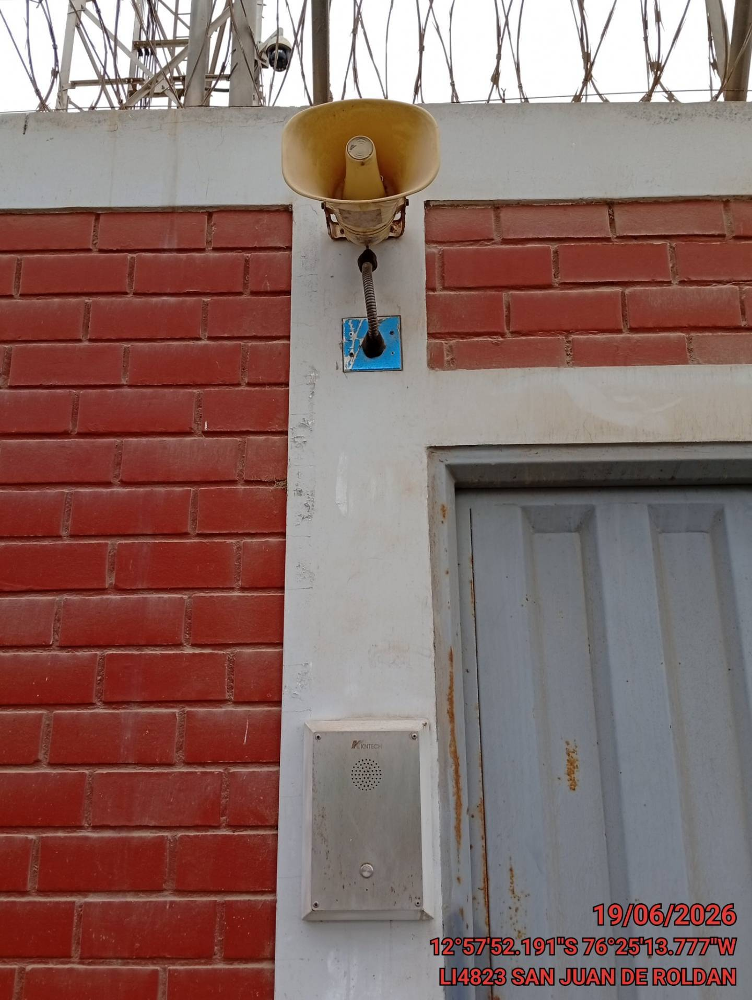 KNTECH
19/06/2026
12°57'52.191"S 76°25'13.777"W
LI4823 SAN JUAN DE ROLDAN